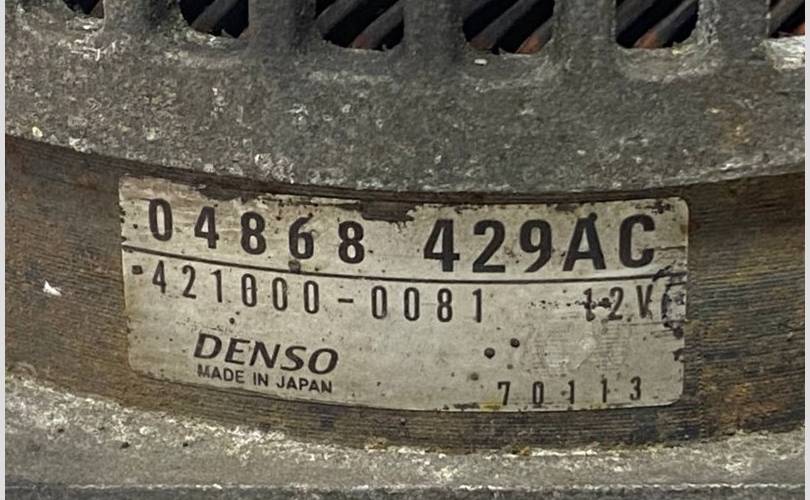 04868 429AC
421000-0081 12V
DENSO
MADE IN JAPAN
70113